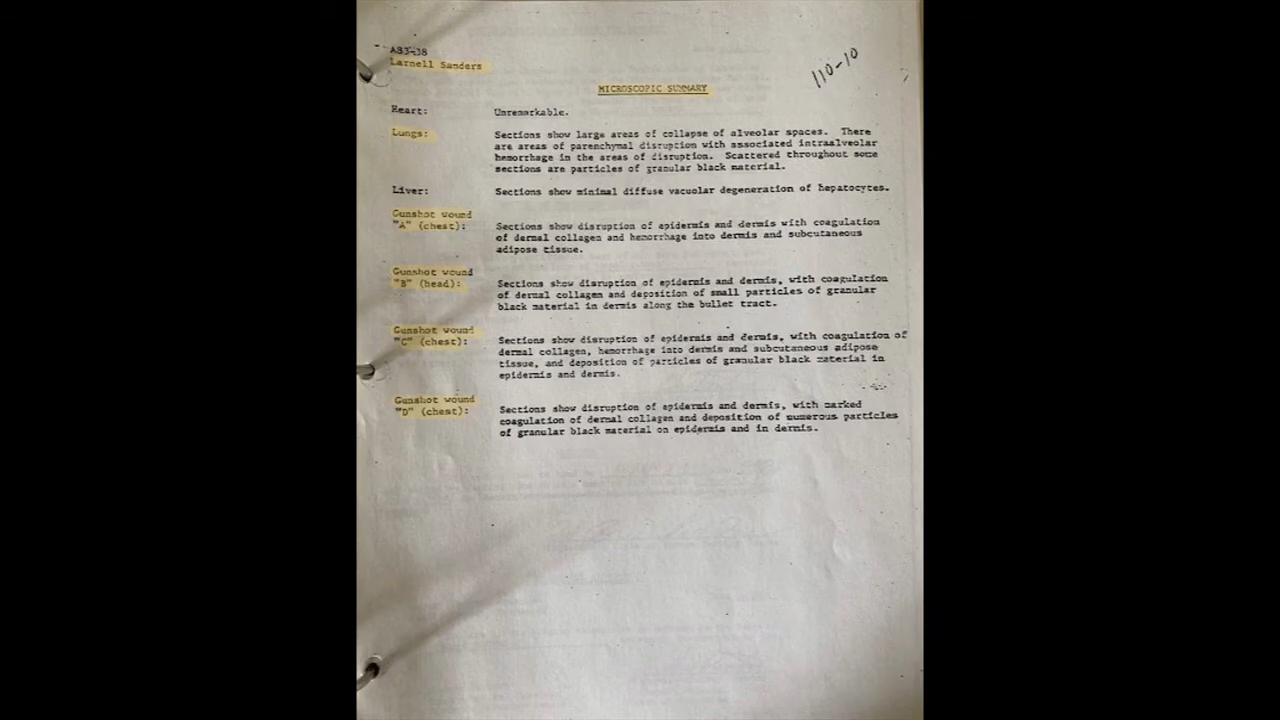 A83-38
Larnell Sanders
110-10
MICROSCOPIC SUMMARY
Heart: Unremarkable.
Lungs: Sections show large areas of collapse of alveolar spaces. There
are areas of parenchymal disruption with associated intraalveolar
hemorrhage in the areas of disruption. Scattered throughout some
sections are particles of granular black material.
Liver: Sections show minimal diffuse vacuolar degeneration of hepatocytes.
Gunshot wound
"A" (chest): Sections show disruption of epidermis and dermis with coagulation
of dermal collagen and hemorrhage into dermis and subcutaneous
adipose tissue.
Gunshot wound
"B" (head): Sections show disruption of epidermis and dermis, with coagulation
of dermal collagen and deposition of small particles of granular
black material in dermis along the bullet tract.
Gunshot wound
"C" (chest): Sections show disruption of epidermis and dermis, with coagulation of
dermal collagen, hemorrhage into dermis and subcutaneous adipose
tissue, and deposition of particles of granular black material in
epidermis and dermis.
Gunshot wound
"D" (chest): Sections show disruption of epidermis and dermis, with marked
coagulation of dermal collagen and deposition of numerous particles
of granular black material on epidermis and in dermis.